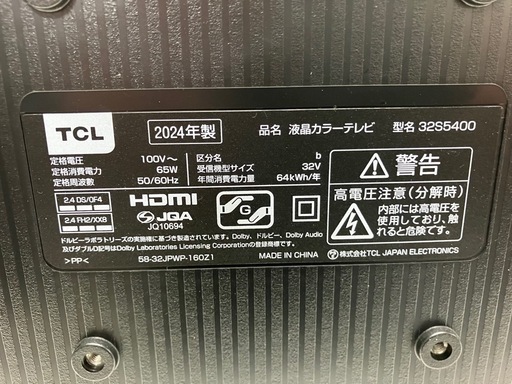 TCL
2024年製
品名 液晶カラーテレビ 型名 32S5400
定格電圧 100V～
定格消費電力 65W
定格周波数 50/60Hz
区分名 b
受信機型サイズ 32V
年間消費電力量 64kWh/年
警告
高電圧注意(分解時)
内部には高電圧を
使用しており、触れ
ると危険です。
2.4 DS/OF4
2.4 FH2/XX8
HDMI
JQA
JQ10694
G
ドルビーラボラトリーズの実施権に基づき製造されています。Dolby、ドルビー、Dolby Audio
及びダブルD記号はDolby Laboratories Licensing Corporationの登録商標です。
>PP<
58-32JPWP-160Z1
MADE IN CHINA
株式会社TCL JAPAN ELECTRONICS